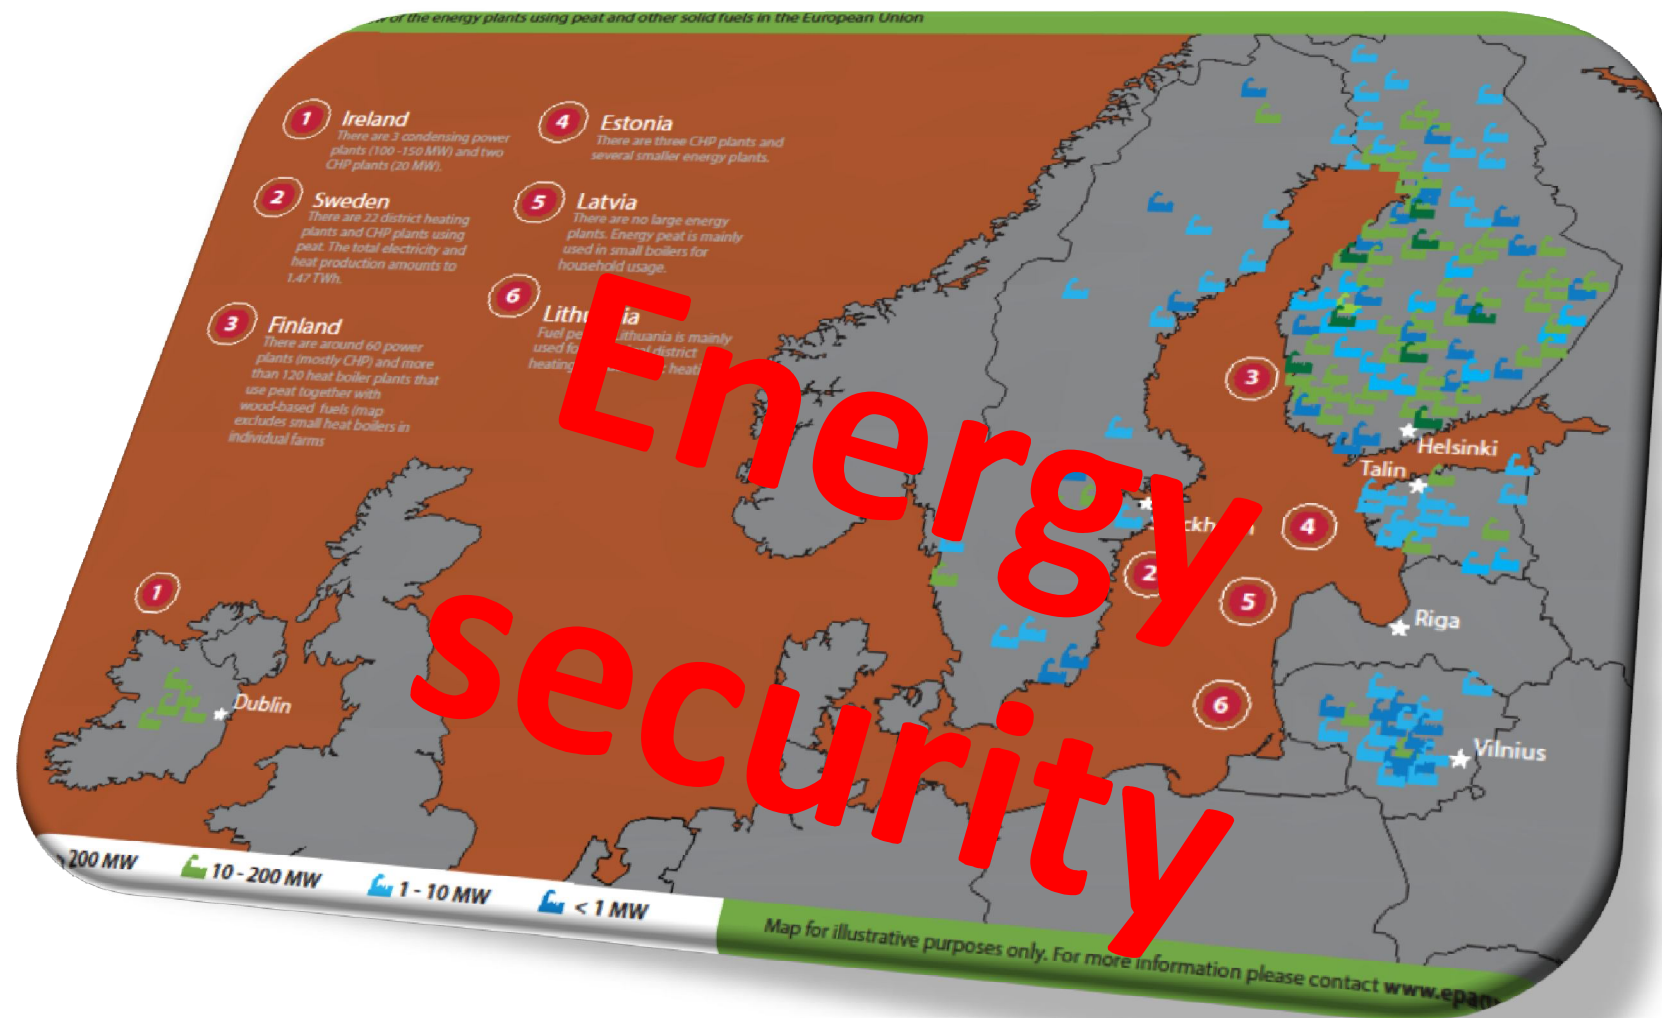 of the energy plants using peat and other solid fuels in the European Union
1 Ireland
There are 3 condensing power
plants (100 -150 MW) and two
CHP plants (20 MW).
2 Sweden
There are 22 district heating
plants and CHP plants using
peat. The total electricity and
heat production amounts to
1.47 TWh.
3 Finland
There are around 60 power
plants (mostly CHP) and more
than 120 heat boiler plants that
use peat together with
wood-based fuels (map
excludes small heat boilers in
individual farms
4 Estonia
There are three CHP plants and
several smaller energy plants.
5 Latvia
There are no large energy
plants. Energy peat is mainly
used in small boilers for
household usage.
6
Fuel Lithuania is mainly
used district
heating
Energy
security
3
Helsinki
Talin
4
2
5
Riga
1
Dublin
6
Vilnius
200 MW
10 - 200 MW
1 - 10 MW
< 1 MW
Map for illustrative purposes only. For more information please contact